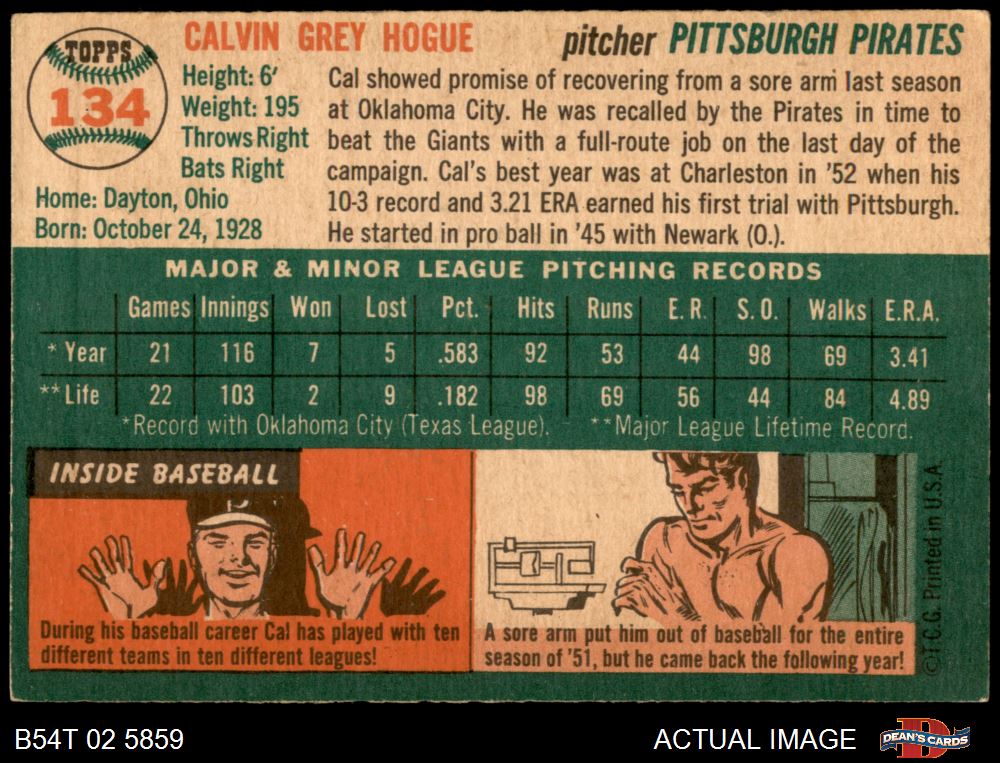 TOPPS
134
CALVIN GREY HOGUE
pitcher PITTSBURGH PIRATES
Height: 6'
Weight: 195
Throws Right
Bats Right
Home: Dayton, Ohio
Born: October 24, 1928
Cal showed promise of recovering from a sore arm last season
at Oklahoma City. He was recalled by the Pirates in time to
beat the Giants with a full-route job on the last day of the
campaign. Cal's best year was at Charleston in '52 when his
10-3 record and 3.21 ERA earned his first trial with Pittsburgh.
He started in pro ball in '45 with Newark (O.).
MAJOR & MINOR LEAGUE PITCHING RECORDS
Games Innings Won Lost Pct. Hits Runs E. R. S. O. Walks E.R.A.
* Year 21 116 7 5 .583 92 53 44 98 69 3.41
** Life 22 103 2 9 .182 98 69 56 44 84 4.89
*Record with Oklahoma City (Texas League). **Major League Lifetime Record.
INSIDE BASEBALL
P
During his baseball career Cal has played with ten
different teams in ten different leagues!
A sore arm put him out of baseball for the entire
season of '51, but he came back the following year!
©T.C.G. Printed in U.S.A.
B54T 02 5859
ACTUAL IMAGE
D
DEAN'S CARDS